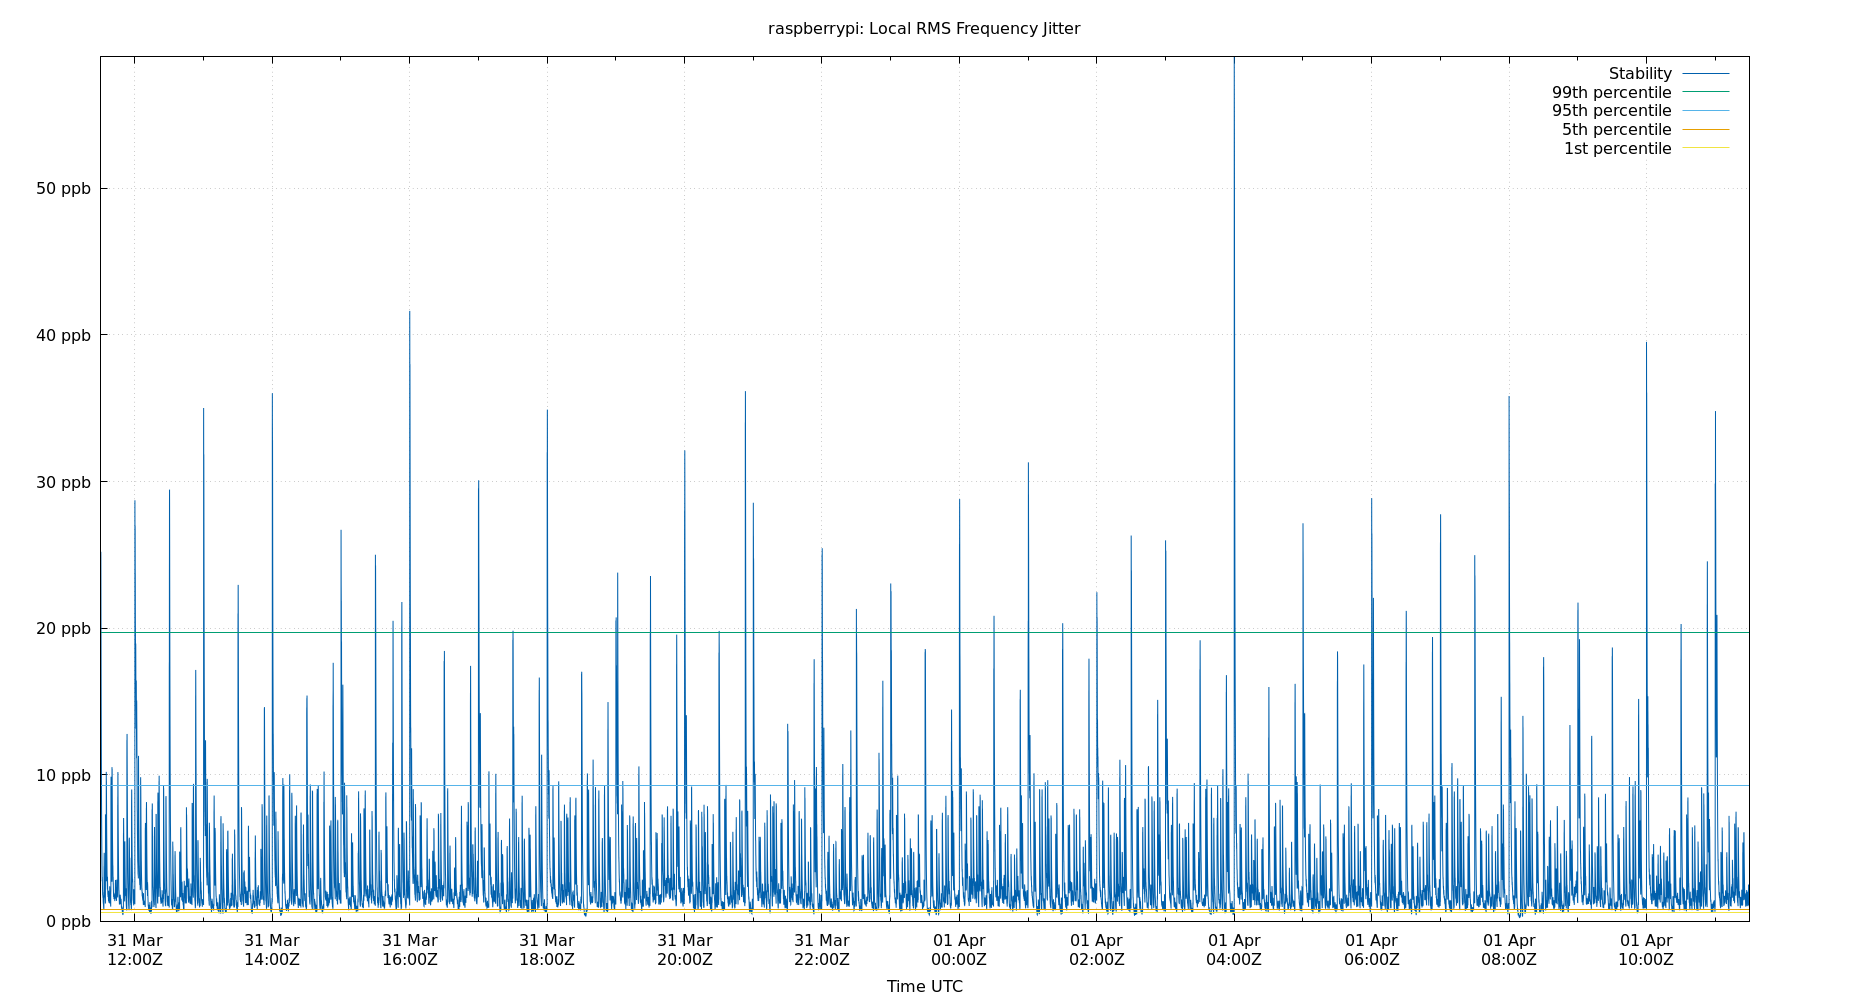 raspberrypi: Local RMS Frequency Jitter
Stability
99th percentile
95th percentile
5th percentile
1st percentile
50 ppb
40 ppb
30 ppb
20 ppb
10 ppb
0 ppb
31 Mar 31 Mar 31 Mar 31 Mar 31 Mar 31 Mar 01 Apr 01 Apr 01 Apr 01 Apr 01 Apr 01 Apr
12:00Z 14:00Z 16:00Z 18:00Z 20:00Z 22:00Z 00:00Z 02:00Z 04:00Z 06:00Z 08:00Z 10:00Z
Time UTC